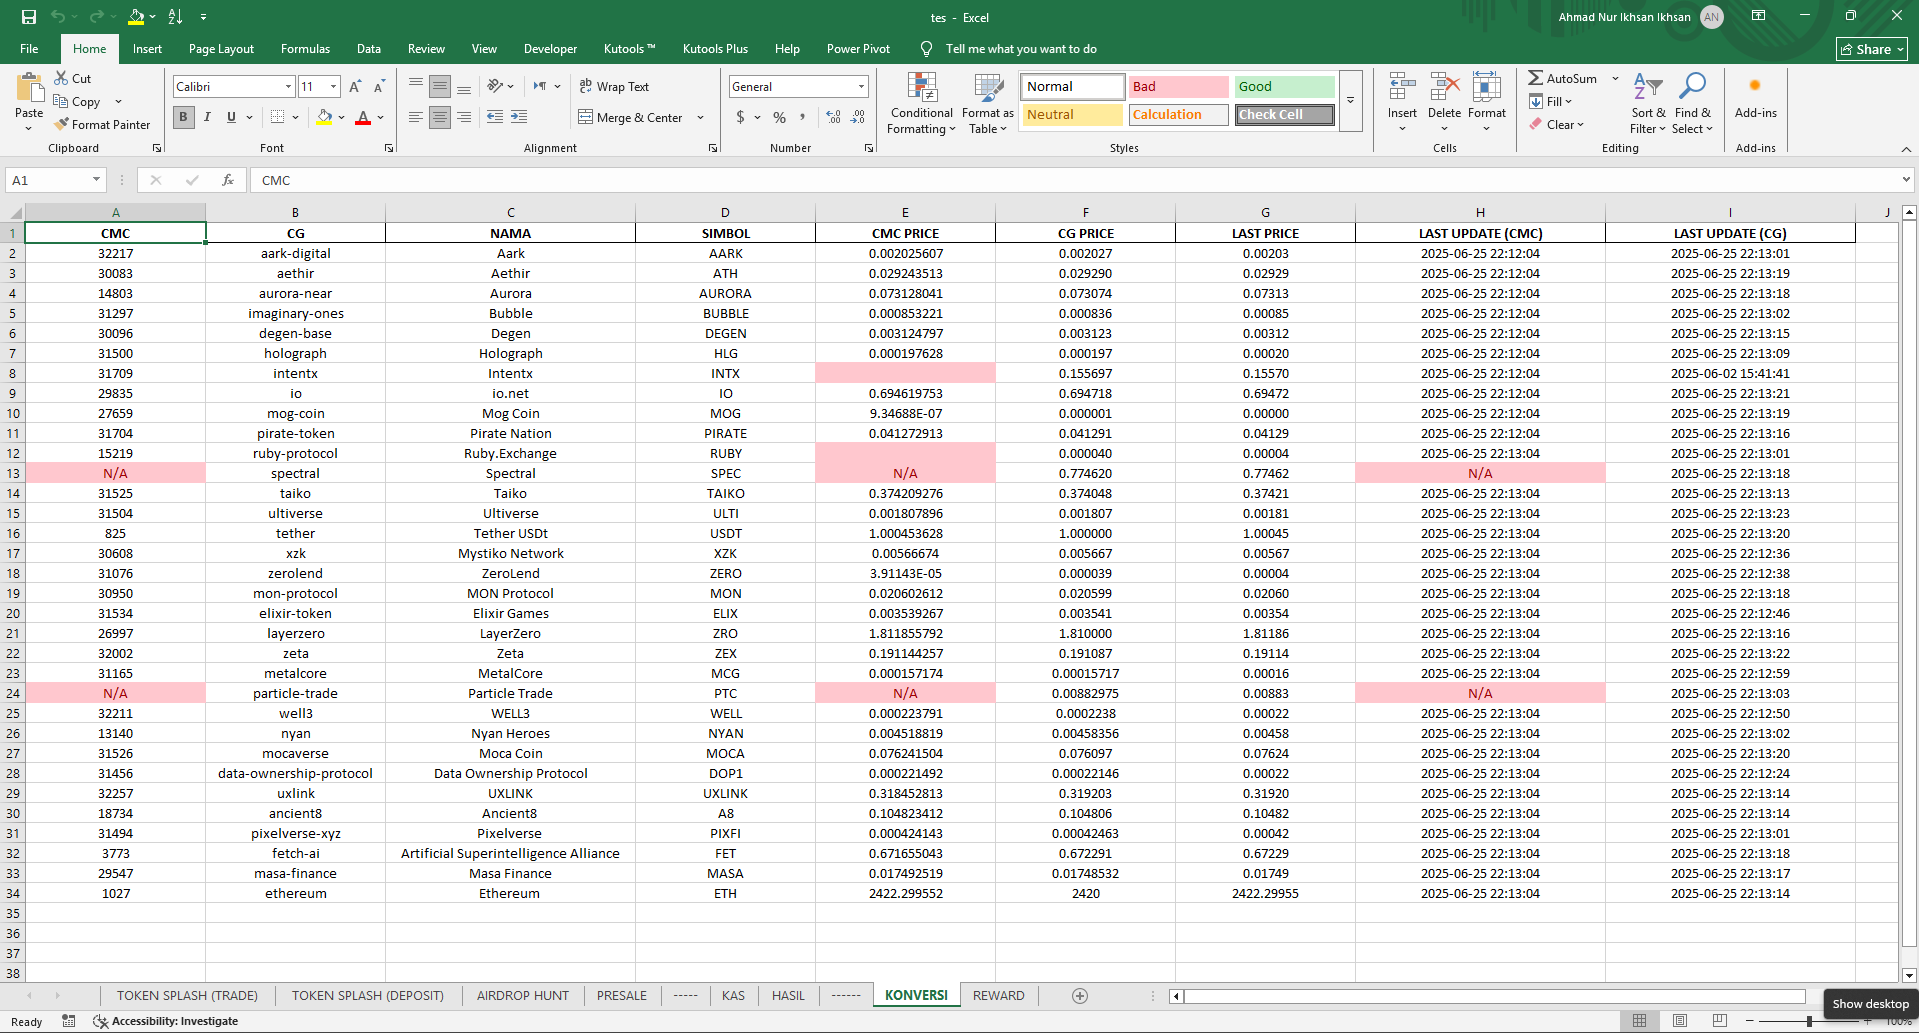 tes - Excel
Ahmad Nur Ikhsan Ikhsan AN
File Home Insert Page Layout Formulas Data Review View Developer Kutools ™ Kutools Plus Help Power Pivot Tell me what you want to do Share
Paste Cut Copy Format Painter
Calibri 11
B I U
Wrap Text
Merge & Center
General
$ %
Conditional Formatting
Format as Table
Normal Bad Good
Neutral Calculation Check Cell
Insert Delete Format
AutoSum
Fill
Clear
Sort & Filter
Find & Select
Add-ins
Clipboard Font Alignment Number Styles Cells Editing Add-ins
A1 fx CMC
A B C D E F G H I J
1 CMC CG NAMA SIMBOL CMC PRICE CG PRICE LAST PRICE LAST UPDATE (CMC) LAST UPDATE (CG)
2 32217 aark-digital Aark AARK 0.002025607 0.002027 0.00203 2025-06-25 22:12:04 2025-06-25 22:13:01
3 30083 aethir Aethir ATH 0.029243513 0.029290 0.02929 2025-06-25 22:12:04 2025-06-25 22:13:19
4 14803 aurora-near Aurora AURORA 0.073128041 0.073074 0.07313 2025-06-25 22:12:04 2025-06-25 22:13:18
5 31297 imaginary-ones Bubble BUBBLE 0.000853221 0.000836 0.00085 2025-06-25 22:12:04 2025-06-25 22:13:02
6 30096 degen-base Degen DEGEN 0.003124797 0.003123 0.00312 2025-06-25 22:12:04 2025-06-25 22:13:15
7 31500 holograph Holograph HLG 0.000197628 0.000197 0.00020 2025-06-25 22:12:04 2025-06-25 22:13:09
8 31709 intentx Intentx INTX 0.155697 0.15570 2025-06-25 22:12:04 2025-06-02 15:41:41
9 29835 io io.net IO 0.694619753 0.694718 0.69472 2025-06-25 22:12:04 2025-06-25 22:13:21
10 27659 mog-coin Mog Coin MOG 9.34688E-07 0.000001 0.00000 2025-06-25 22:12:04 2025-06-25 22:13:19
11 31704 pirate-token Pirate Nation PIRATE 0.041272913 0.041291 0.04129 2025-06-25 22:12:04 2025-06-25 22:13:16
12 15219 ruby-protocol Ruby.Exchange RUBY 0.000040 0.00004 2025-06-25 22:13:04 2025-06-25 22:13:01
13 N/A spectral Spectral SPEC N/A 0.774620 0.77462 N/A 2025-06-25 22:13:18
14 31525 taiko Taiko TAIKO 0.374209276 0.374048 0.37421 2025-06-25 22:13:04 2025-06-25 22:13:13
15 31504 ultiverse Ultiverse ULTI 0.001807896 0.001807 0.00181 2025-06-25 22:13:04 2025-06-25 22:13:23
16 825 tether Tether USDt USDT 1.000453628 1.000000 1.00045 2025-06-25 22:13:04 2025-06-25 22:13:20
17 30608 xzk Mystiko Network XZK 0.00566674 0.005667 0.00567 2025-06-25 22:13:04 2025-06-25 22:12:36
18 31076 zerolend ZeroLend ZERO 3.91143E-05 0.000039 0.00004 2025-06-25 22:13:04 2025-06-25 22:12:38
19 30950 mon-protocol MON Protocol MON 0.020602612 0.020599 0.02060 2025-06-25 22:13:04 2025-06-25 22:13:18
20 31534 elixir-token Elixir Games ELIX 0.003539267 0.003541 0.00354 2025-06-25 22:13:04 2025-06-25 22:12:46
21 26997 layerzero LayerZero ZRO 1.811855792 1.810000 1.81186 2025-06-25 22:13:04 2025-06-25 22:13:16
22 32002 zeta Zeta ZEX 0.191144257 0.191087 0.19114 2025-06-25 22:13:04 2025-06-25 22:13:22
23 31165 metalcore MetalCore MCG 0.000157174 0.00015717 0.00016 2025-06-25 22:13:04 2025-06-25 22:12:59
24 N/A particle-trade Particle Trade PTC N/A 0.00882975 0.00883 N/A 2025-06-25 22:13:03
25 32211 well3 WELL3 WELL 0.000223791 0.0002238 0.00022 2025-06-25 22:13:04 2025-06-25 22:12:50
26 13140 nyan Nyan Heroes NYAN 0.004518819 0.00458356 0.00458 2025-06-25 22:13:04 2025-06-25 22:13:02
27 31526 mocaverse Moca Coin MOCA 0.076241504 0.076097 0.07624 2025-06-25 22:13:04 2025-06-25 22:13:20
28 31456 data-ownership-protocol Data Ownership Protocol DOP1 0.000221492 0.00022146 0.00022 2025-06-25 22:13:04 2025-06-25 22:12:24
29 32257 uxlink UXLINK UXLINK 0.318452813 0.319203 0.31920 2025-06-25 22:13:04 2025-06-25 22:13:14
30 18734 ancient8 Ancient8 A8 0.104823412 0.104806 0.10482 2025-06-25 22:13:04 2025-06-25 22:13:14
31 31494 pixelverse-xyz Pixelverse PIXFI 0.000424143 0.00042463 0.00042 2025-06-25 22:13:04 2025-06-25 22:13:01
32 3773 fetch-ai Artificial Superintelligence Alliance FET 0.671655043 0.672291 0.67229 2025-06-25 22:13:04 2025-06-25 22:13:18
33 29547 masa-finance Masa Finance MASA 0.017492519 0.01748532 0.01749 2025-06-25 22:13:04 2025-06-25 22:13:17
34 1027 ethereum Ethereum ETH 2422.299552 2420 2422.29955 2025-06-25 22:13:04 2025-06-25 22:13:14
35
36
37
38
TOKEN SPLASH (TRADE) TOKEN SPLASH (DEPOSIT) AIRDROP HUNT PRESALE ----- KAS HASIL ------ KONVERSI REWARD
Show desktop
Ready Accessibility: Investigate 100%